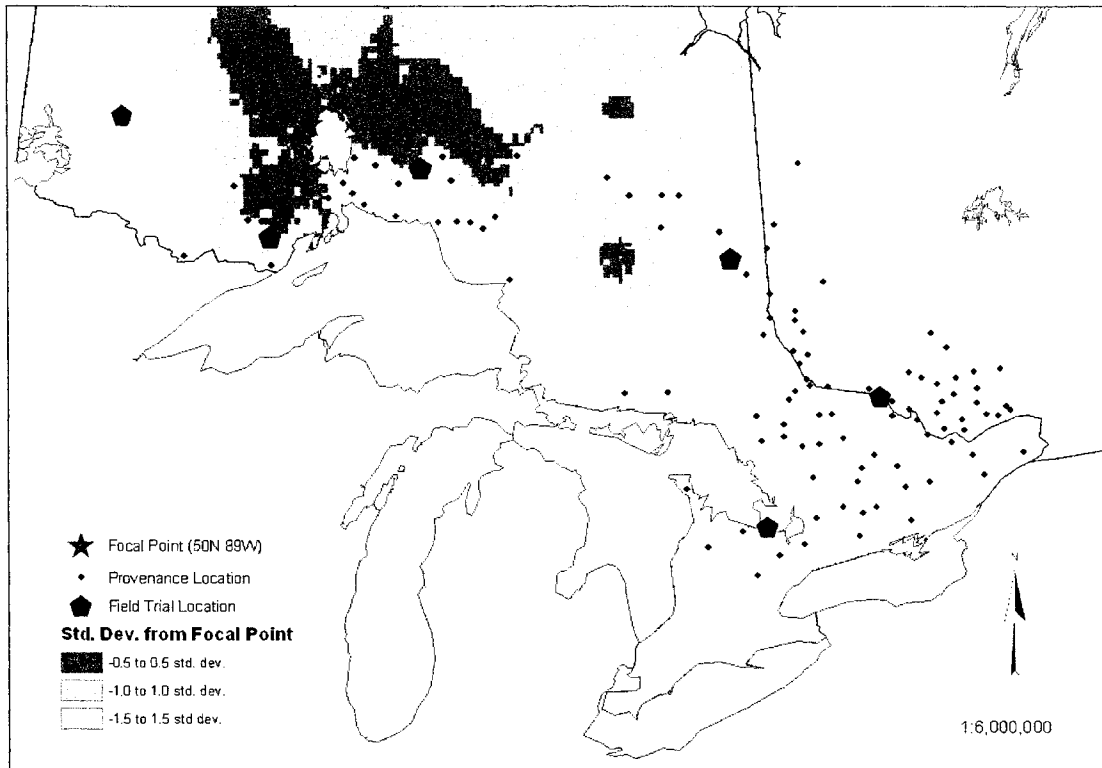 Focal Point (50N 89W)
Provenance Location
Field Trial Location
Std. Dev. from Focal Point
-0.5 to 0.5 std. dev.
-1.0 to 1.0 std. dev.
-1.5 to 1.5 std dev.
N
1:6,000,000